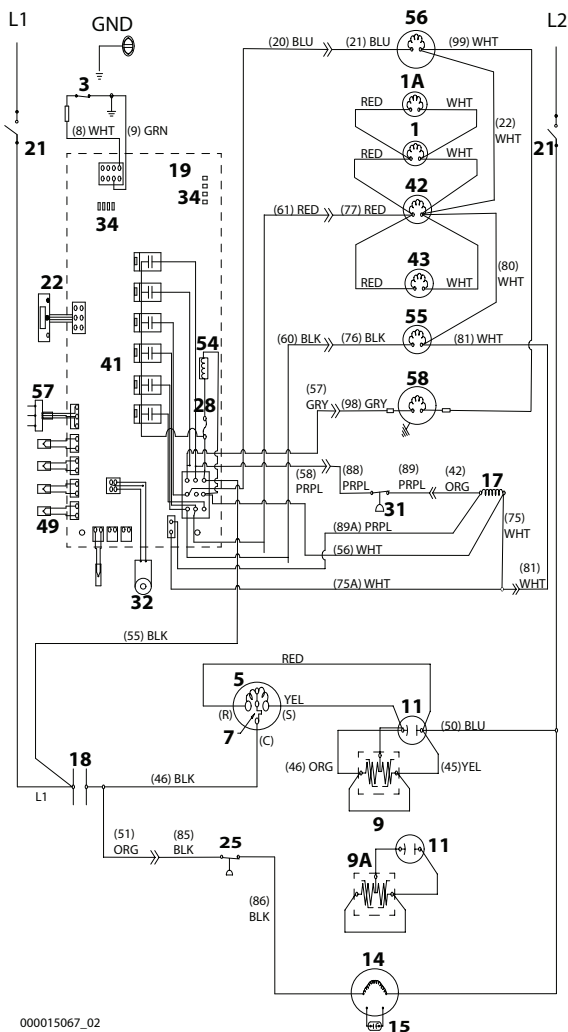 L1
GND
56
L2
(20) BLU
(21) BLU
(99) WHT
1A
3
RED
WHT
1
(22)
WHT
(8) WHT
(9) GRN
21
21
RED
WHT
19
42
34
34
(61) RED
(77) RED
43
22
RED
WHT
(80)
WHT
55
54
(60) BLK
(76) BLK
(81) WHT
41
58
57
28
(57)
GRY
(98) GRY
(58)
PRPL
(88)
PRPL
(89)
PRPL
(42)
ORG
17
49
31
(75)
WHT
(89A) PRPL
(56) WHT
(81)
WHT
32
(75A) WHT
(55) BLK
RED
5
YEL
11
(R)
(S)
7
(C)
(50) BLU
18
(46) BLK
(46) ORG
(45)YEL
L1
9
(51)
ORG
(85)
BLK
25
11
9A
(86)
BLK
14
000015067_02
15